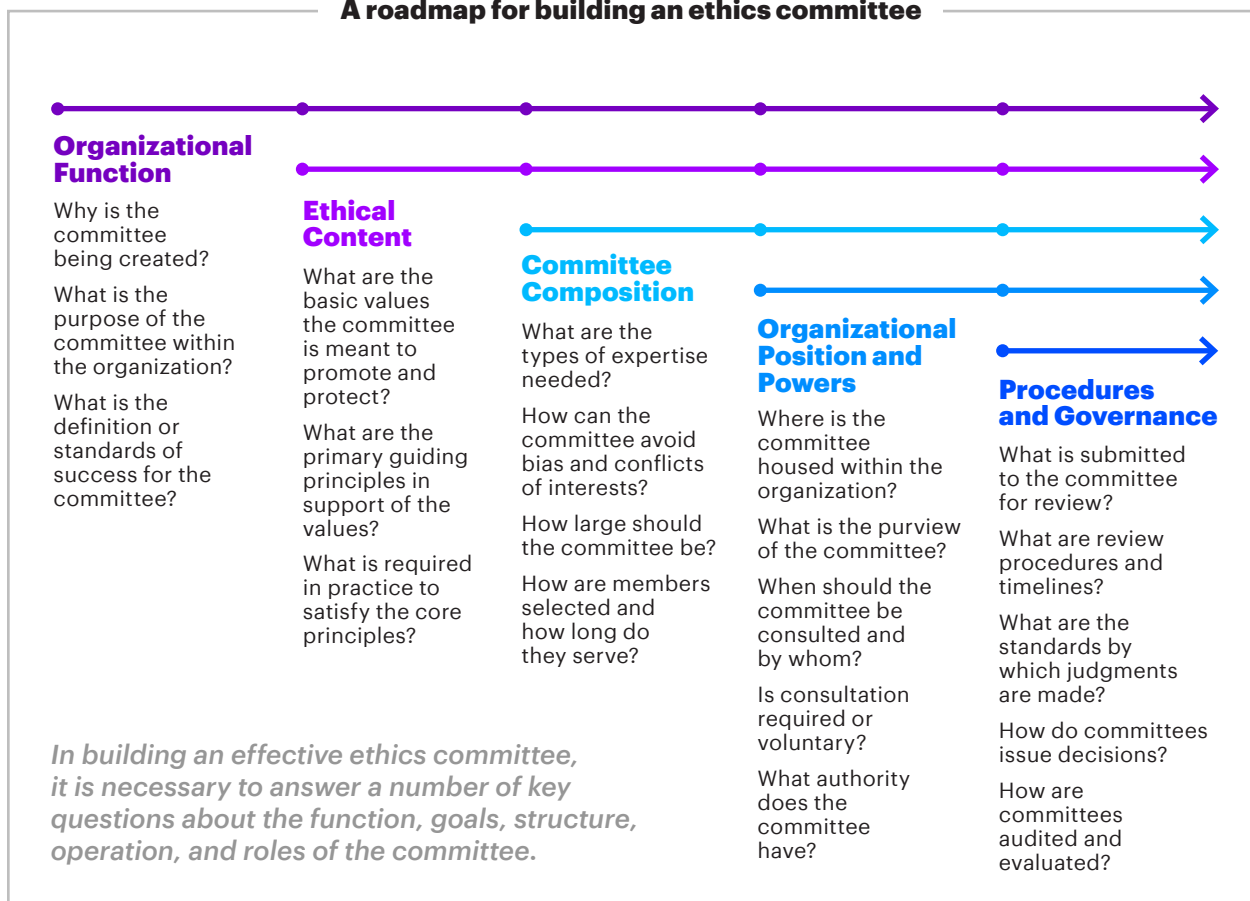 A roadmap for building an ethics committee
Organizational
Function
Why is the
committee
being created?
What is the
purpose of the
committee within
the organization?
What is the
definition or
standards of
success for the
committee?
Ethical
Content
What are the
basic values
the committee
is meant to
promote and
protect?
What are the
primary guiding
principles in
support of the
values?
What is required
in practice to
satisfy the core
principles?
Committee
Composition
What are the
types of expertise
needed?
How can the
committee avoid
bias and conflicts
of interests?
How large should
the committee be?
How are members
selected and
how long do
they serve?
Organizational
Position and
Powers
Where is the
committee
housed within the
organization?
What is the purview
of the committee?
When should the
committee be
consulted and
by whom?
Is consultation
required or
voluntary?
What authority
does the
committee
have?
Procedures
and Governance
What is submitted
to the committee
for review?
What are review
procedures and
timelines?
What are the
standards by
which judgments
are made?
How do committees
issue decisions?
How are
committees
audited and
evaluated?
In building an effective ethics committee,
it is necessary to answer a number of key
questions about the function, goals, structure,
operation, and roles of the committee.